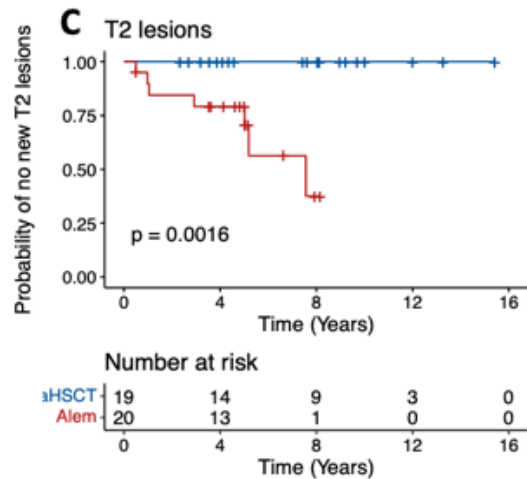 C T2 lesions
Probability of no new T2 lesions
1.00
0.75
0.50
0.25
0.00
p = 0.0016
0 4 8 12 16
Time (Years)
Number at risk
aHSCT 19 14 9 3 0
Alem 20 13 1 0 0
0 4 8 12 16
Time (Years)